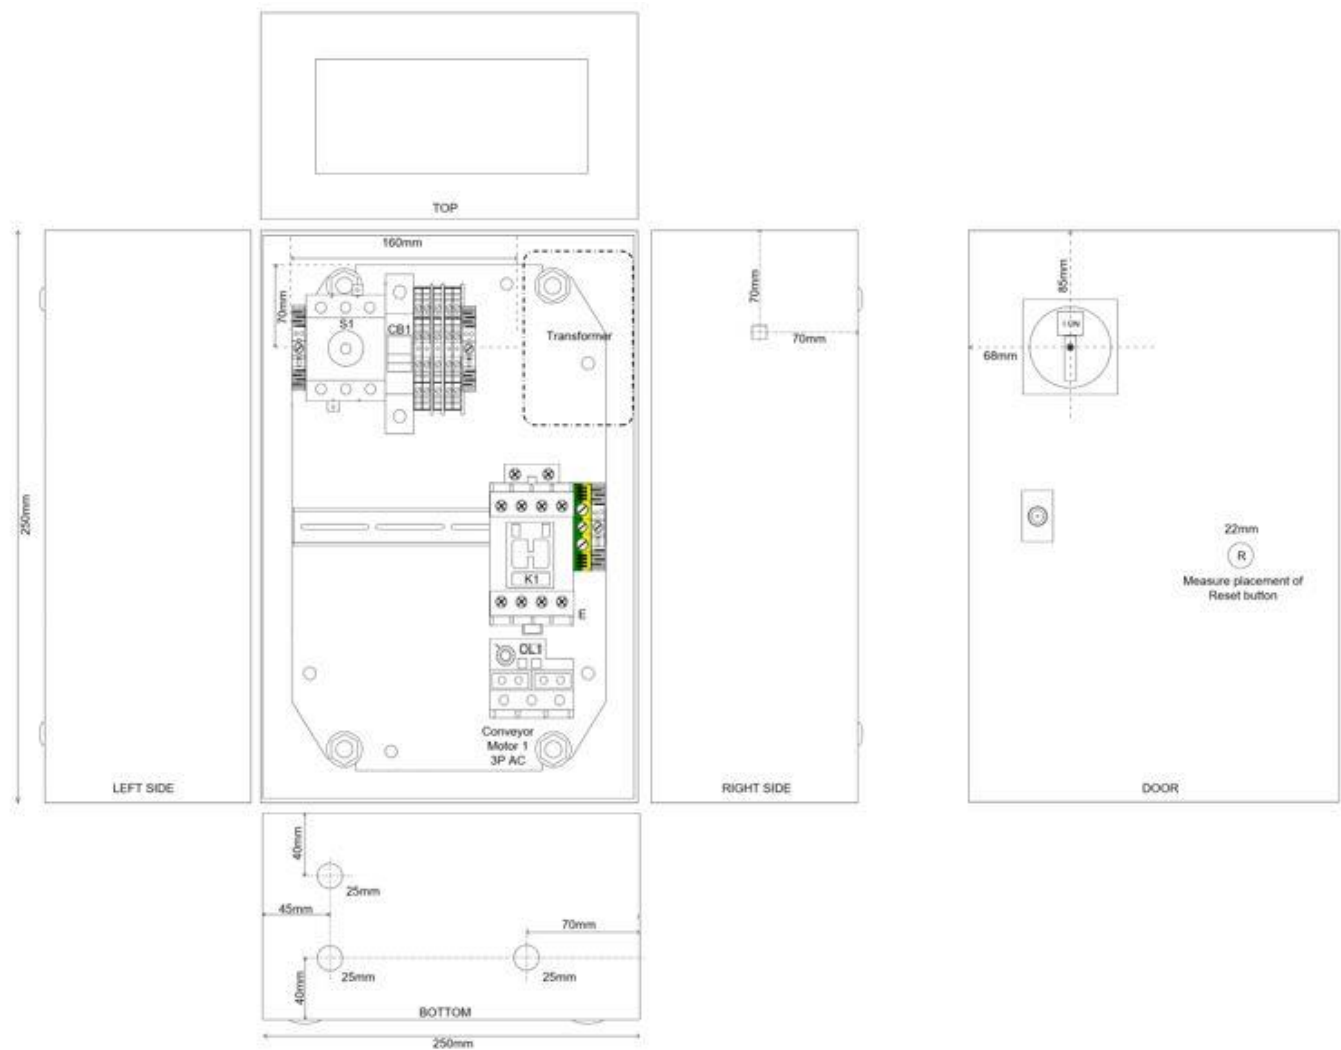 TOP
160mm
70mm
S1
CB1
Transformer
70mm
70mm
85mm
I ON
68mm
250mm
22mm
R
Measure placement of
Reset button
K1
E
OL1
Conveyor
Motor 1
3P AC
LEFT SIDE
RIGHT SIDE
DOOR
40mm
25mm
45mm
70mm
40mm
25mm
25mm
BOTTOM
250mm